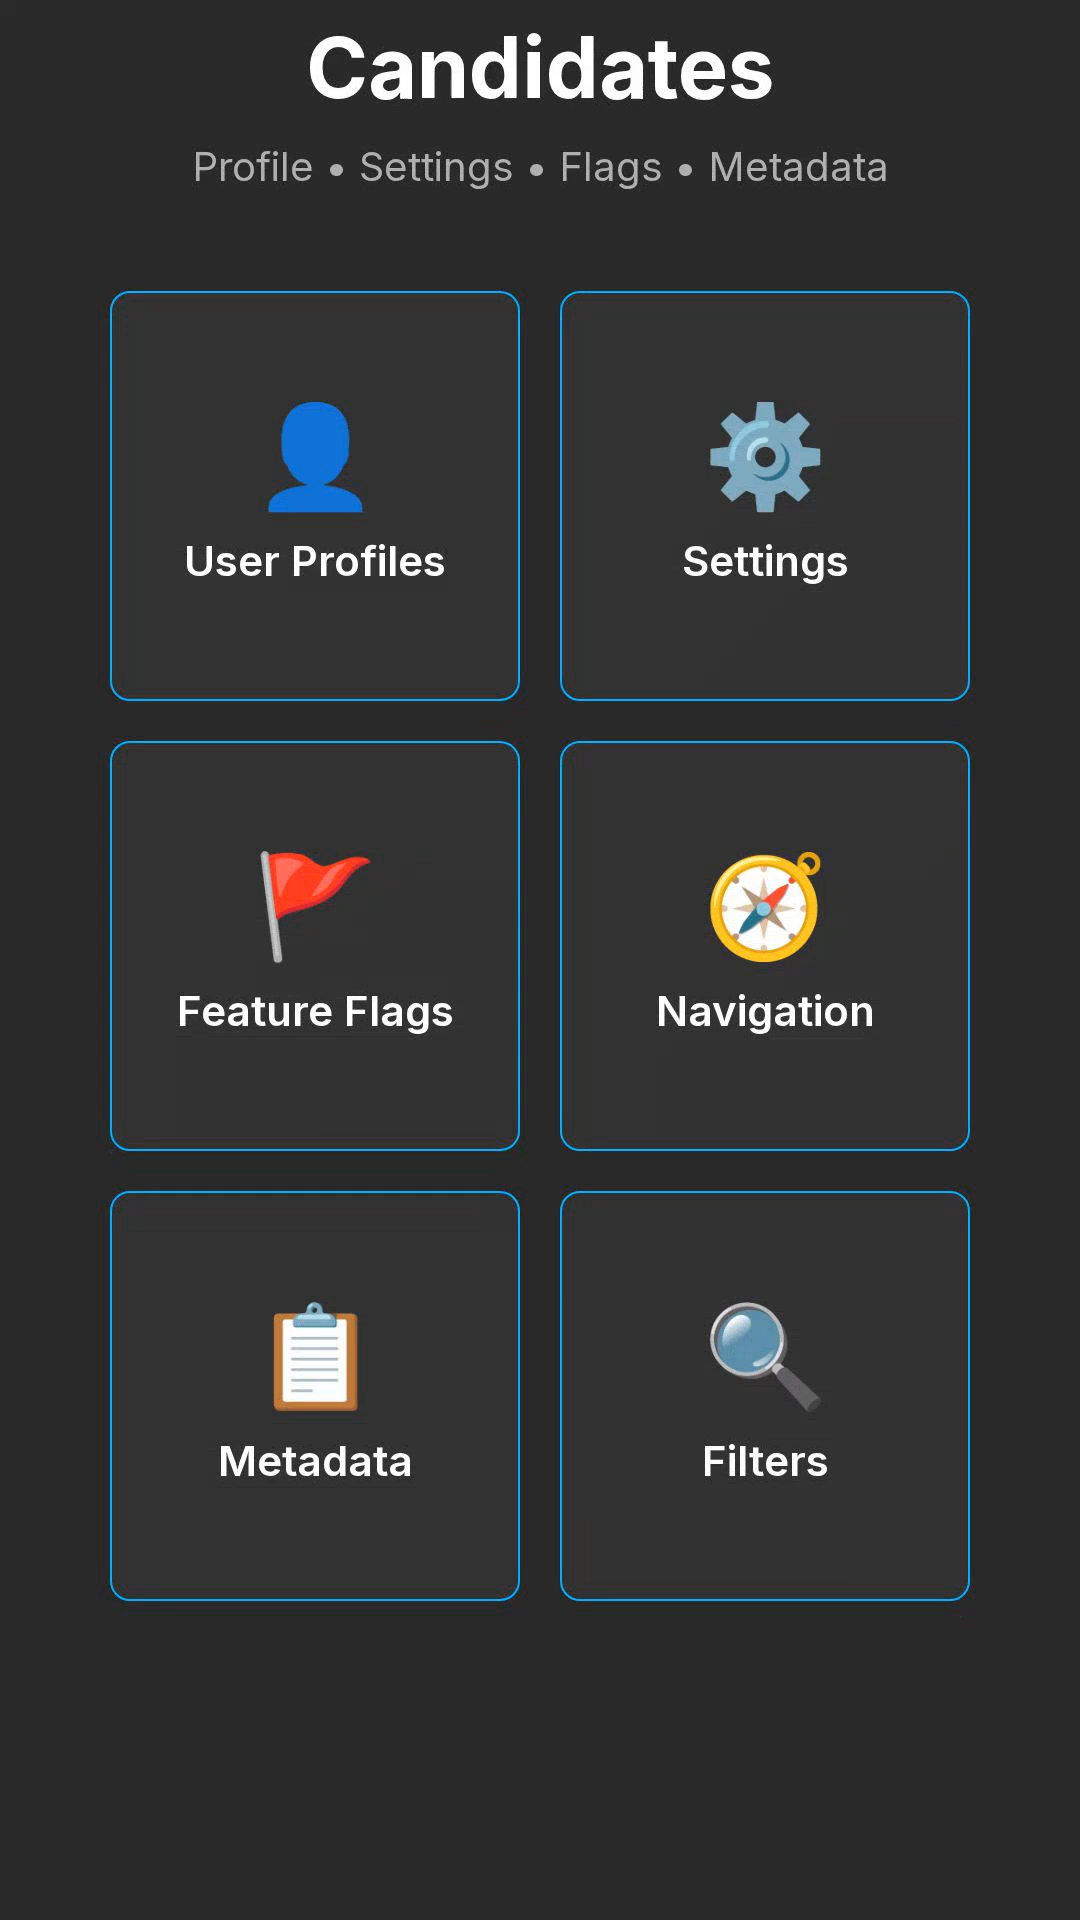 Candidates
Profile • Settings • Flags • Metadata
User Profiles
Settings
Feature Flags
Navigation
Metadata
Filters